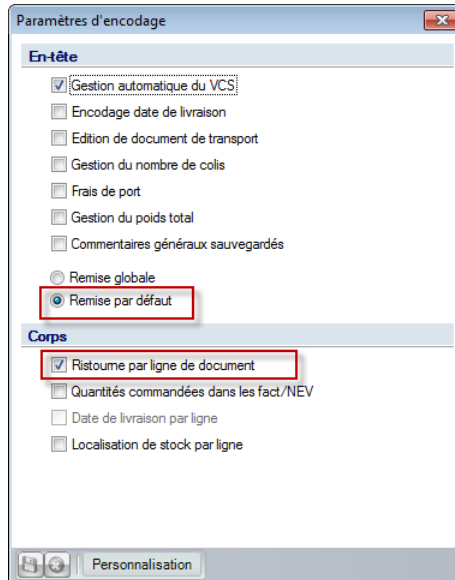 Paramètres d'encodage
En-tête
Gestion automatique du VCS
Encodage date de livraison
Edition de document de transport
Gestion du nombre de colis
Frais de port
Gestion du poids total
Commentaires généraux sauvegardés
Remise globale
Remise par défaut
Corps
Ristourne par ligne de document
Quantités commandées dans les fact/NEV
Date de livraison par ligne
Localisation de stock par ligne
Personnalisation